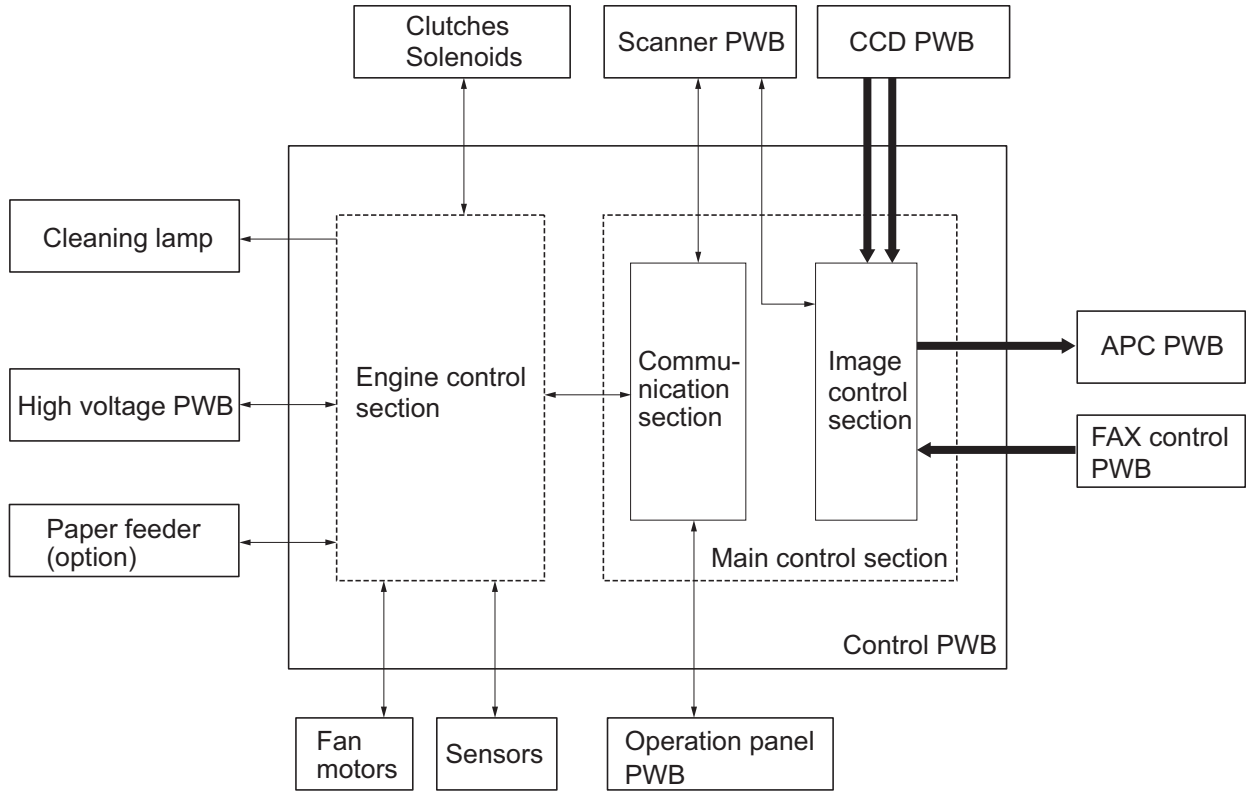 Clutches
Solenoids
Scanner PWB
CCD PWB
Cleaning lamp
High voltage PWB
Paper feeder
(option)
Engine control
section
Commu-
nication
section
Image
control
section
Main control section
Control PWB
APC PWB
FAX control
PWB
Fan
motors
Sensors
Operation panel
PWB